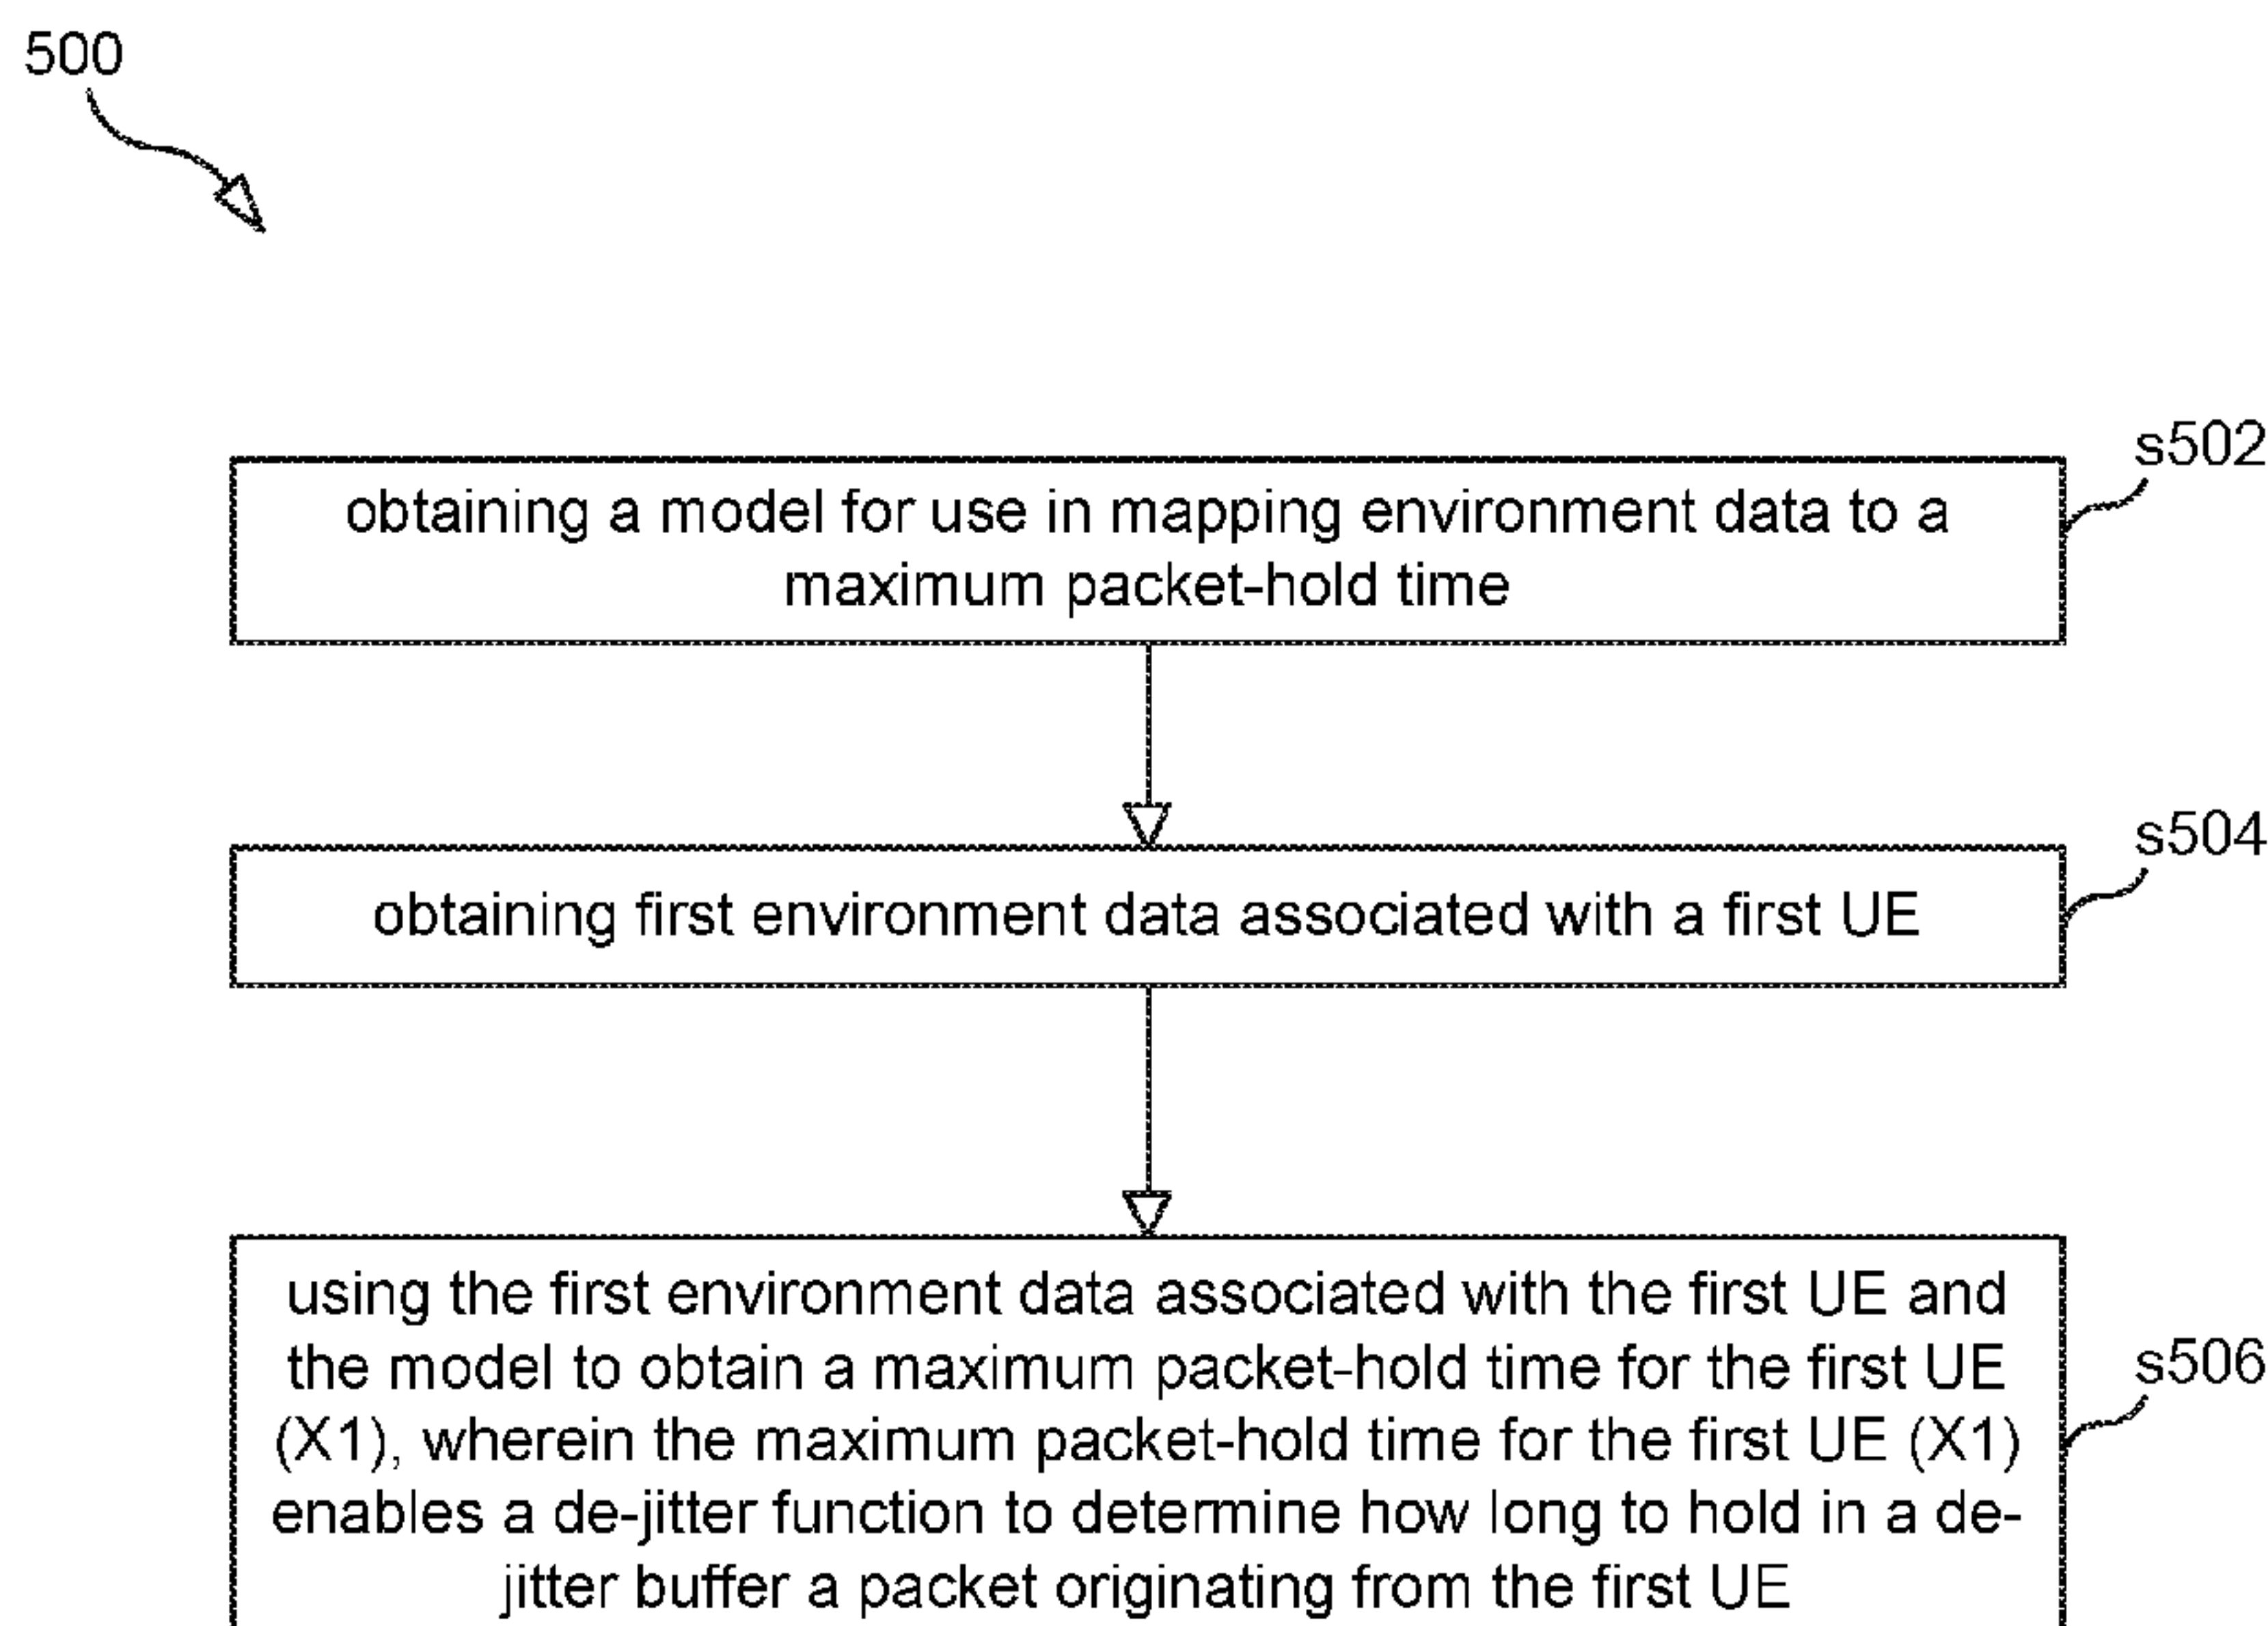 500
s502
obtaining a model for use in mapping environment data to a
maximum packet-hold time
s504
obtaining first environment data associated with a first UE
using the first environment data associated with the first UE and
the model to obtain a maximum packet-hold time for the first UE
s506
(X1), wherein the maximum packet-hold time for the first UE (X1)
enables a de-jitter function to determine how long to hold in a de-
jitter buffer a packet originating from the first UE